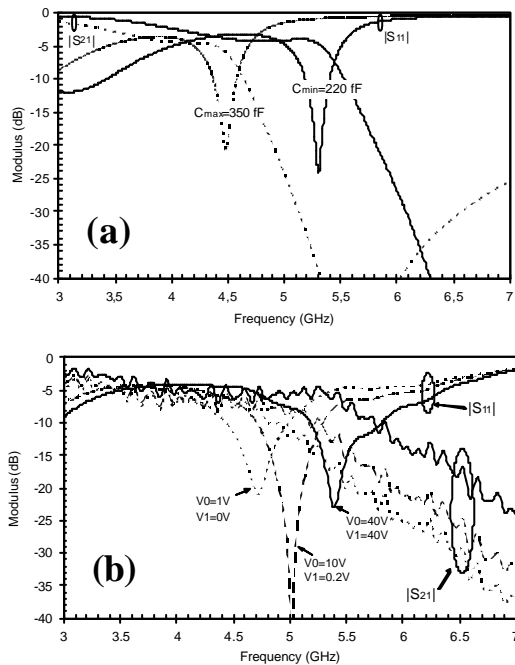 0
-5
-10
-15
-20
-25
-30
-35
-40
Modulus (dB)
|S21|
|S11|
Cmax=350 fF
Cmin=220 fF
(a)
3 3,5 4 4,5 5 5,5 6 6,5 7
Frequency (GHz)
0
-5
-10
-15
-20
-25
-30
-35
-40
Modulus (dB)
|S11|
V0=1V
V1=0V
V0=40V
V1=40V
V0=10V
V1=0.2V
|S21|
(b)
3 3.5 4 4.5 5 5.5 6 6.5 7
Frequency (GHz)